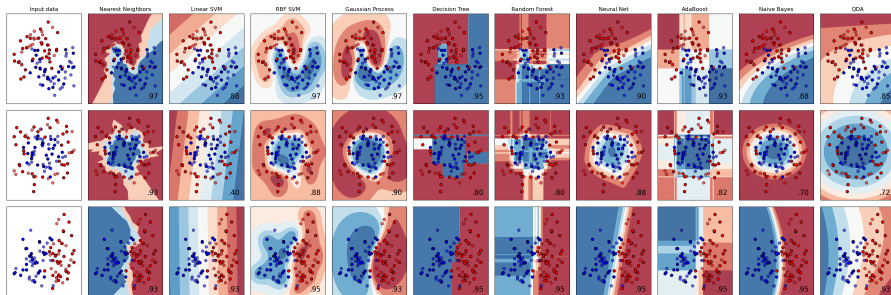 Input data Nearest Neighbors Linear SVM RBF SVM Gaussian Process Decision Tree Random Forest Neural Net AdaBoost Naive Bayes QDA
.97 .88 .97 .97 .95 .93 .90 .93 .88 .85
.93 .40 .88 .90 .80 .80 .88 .82 .70 .72
.93 .93 .95 .93 .95 .95 .95 .95 .95 .93